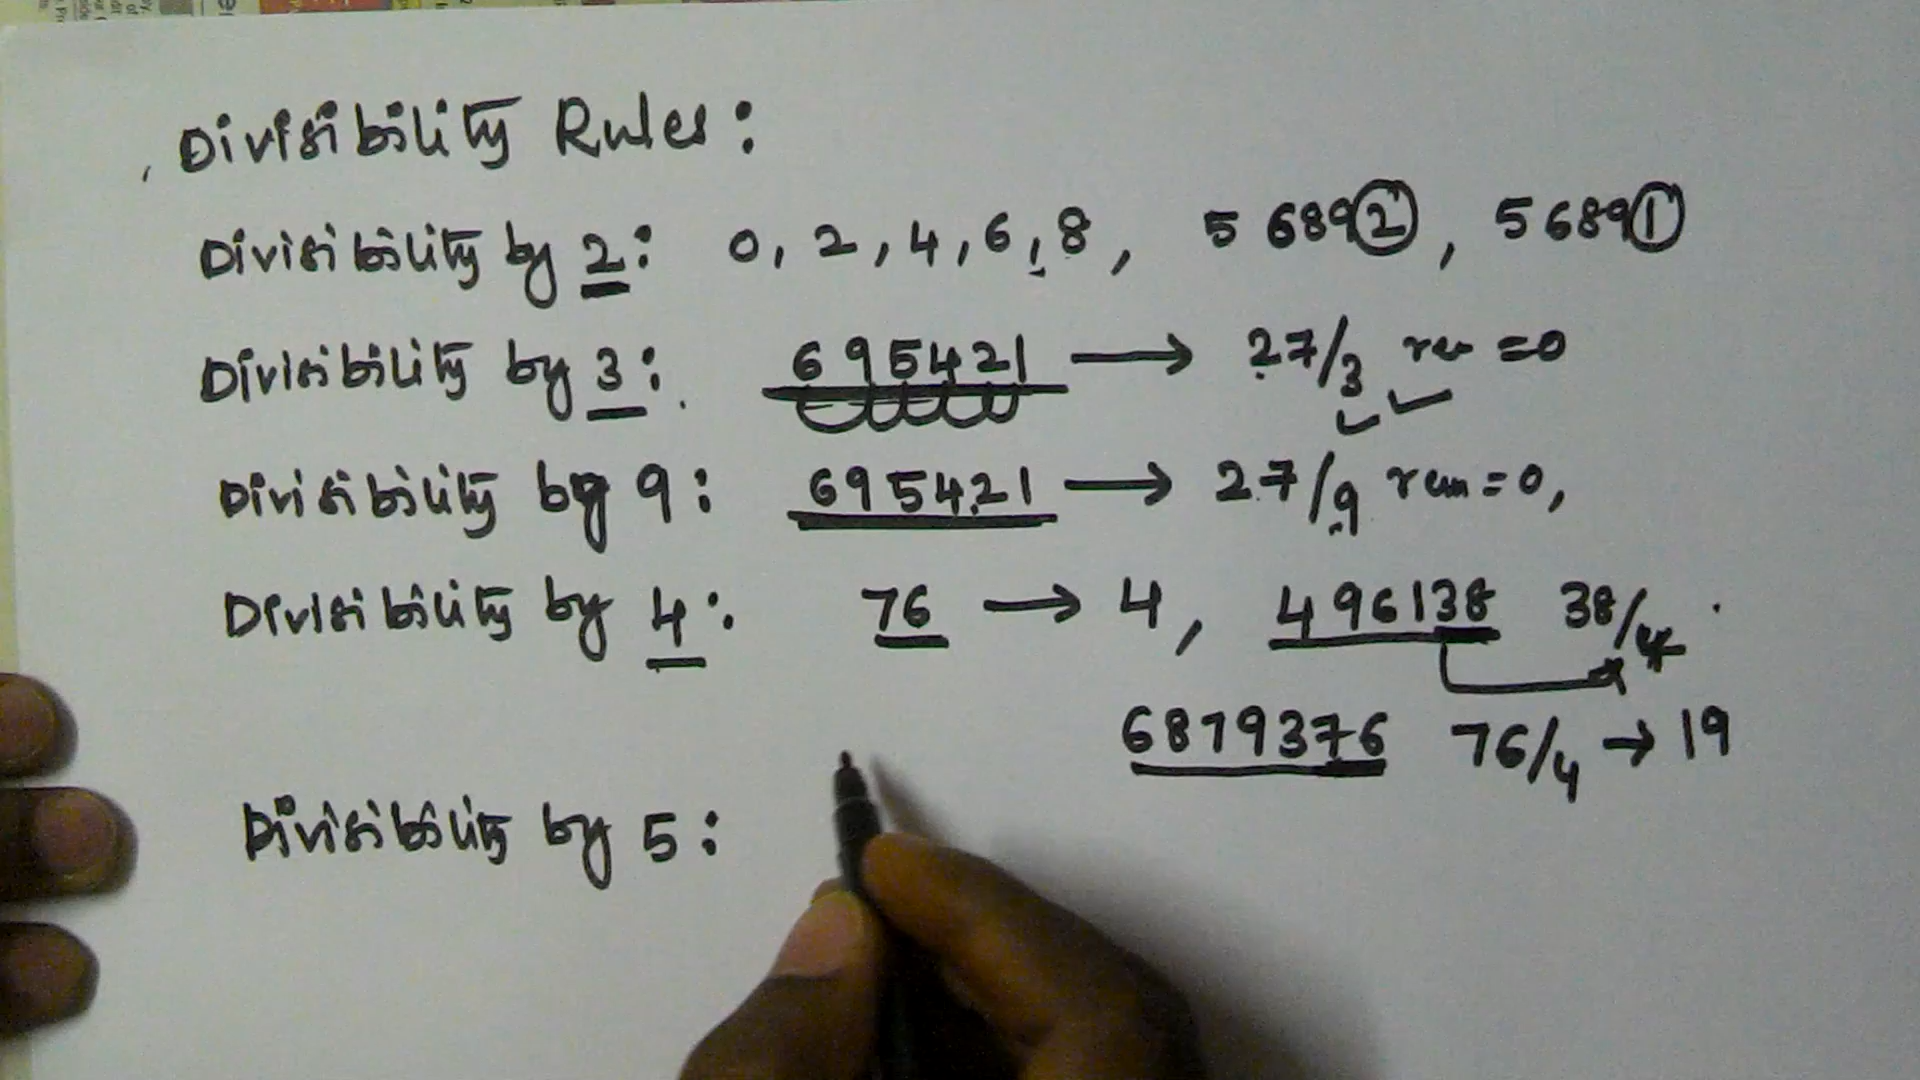 Divisibility Rules:
Divisibility by 2: 0, 2, 4, 6, 8, 56892, 56891
Divisibility by 3: 695421 → 27/3 rem =0
Divisibility by 9: 695421 → 27/9 rem=0,
Divisibility by 4: 76 → 4, 496138 38/4
6879376 76/4 → 19
Divisibility by 5: